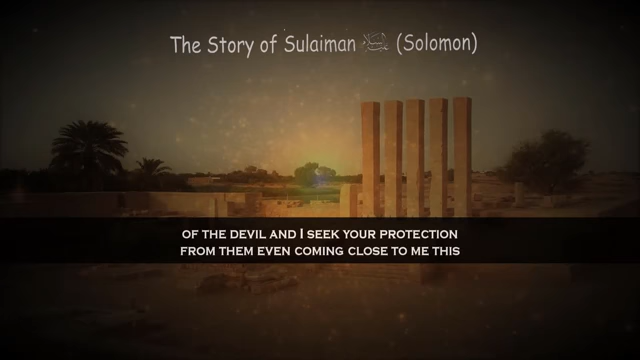 The Story of Sulaiman (Solomon)
OF THE DEVIL AND I SEEK YOUR PROTECTION
FROM THEM EVEN COMING CLOSE TO ME THIS